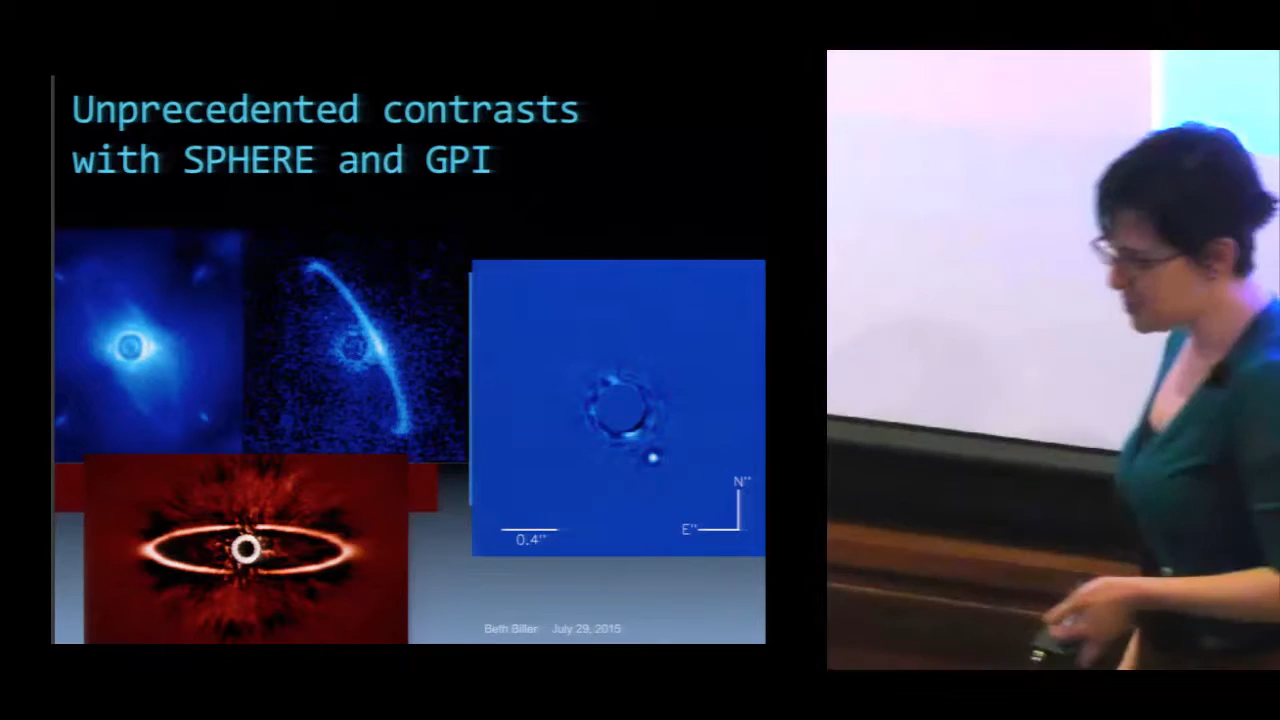 Unprecedented contrasts
with SPHERE and GPI
N"
E"
0.4"
Beth Biller July 29, 2015